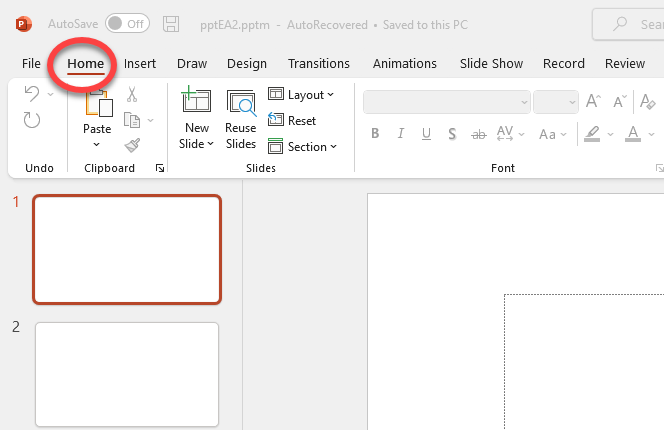 AutoSave Off pptEA2.pptm - AutoRecovered • Saved to this PC Sear
File Home Insert Draw Design Transitions Animations Slide Show Record Review
Paste
New Slide
Reuse Slides
Layout
Reset
Section
B I U S ab AV Aa A
Undo Clipboard Slides Font
1
2